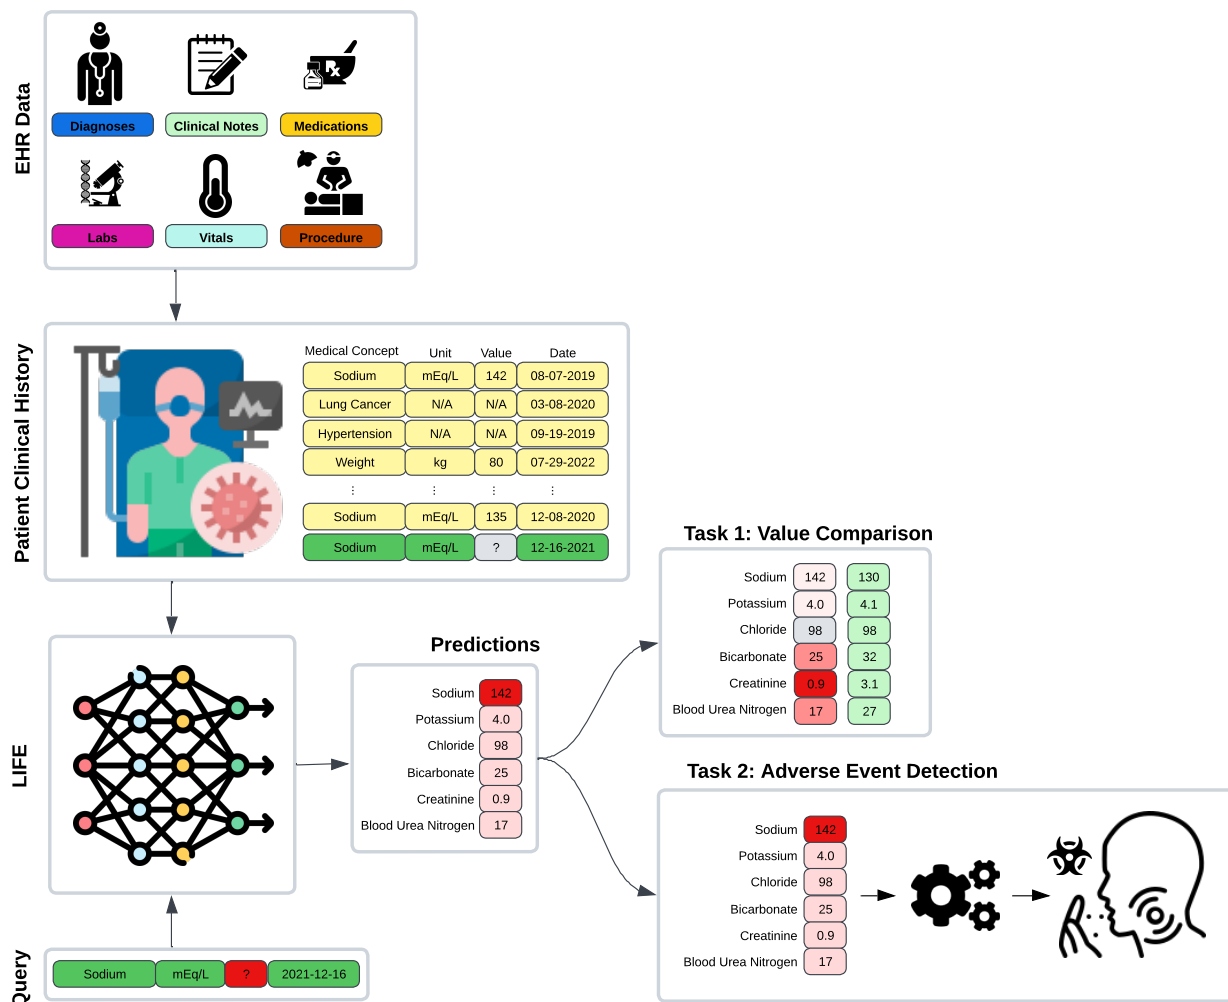 EHR Data
Diagnoses Clinical Notes Medications
Rx
Labs Vitals Procedure
Patient Clinical History
Medical Concept Unit Value Date
Sodium mEq/L 142 08-07-2019
Lung Cancer N/A N/A 03-08-2020
Hypertension N/A N/A 09-19-2019
Weight kg 80 07-29-2022
⋮ ⋮ ⋮ ⋮
Sodium mEq/L 135 12-08-2020
Sodium mEq/L ? 12-16-2021
LIFE
Predictions
Sodium 142
Potassium 4.0
Chloride 98
Bicarbonate 25
Creatinine 0.9
Blood Urea Nitrogen 17
Task 1: Value Comparison
Sodium 142 130
Potassium 4.0 4.1
Chloride 98 98
Bicarbonate 25 32
Creatinine 0.9 3.1
Blood Urea Nitrogen 17 27
Task 2: Adverse Event Detection
Sodium 142
Potassium 4.0
Chloride 98
Bicarbonate 25
Creatinine 0.9
Blood Urea Nitrogen 17
Query
Sodium mEq/L ? 2021-12-16